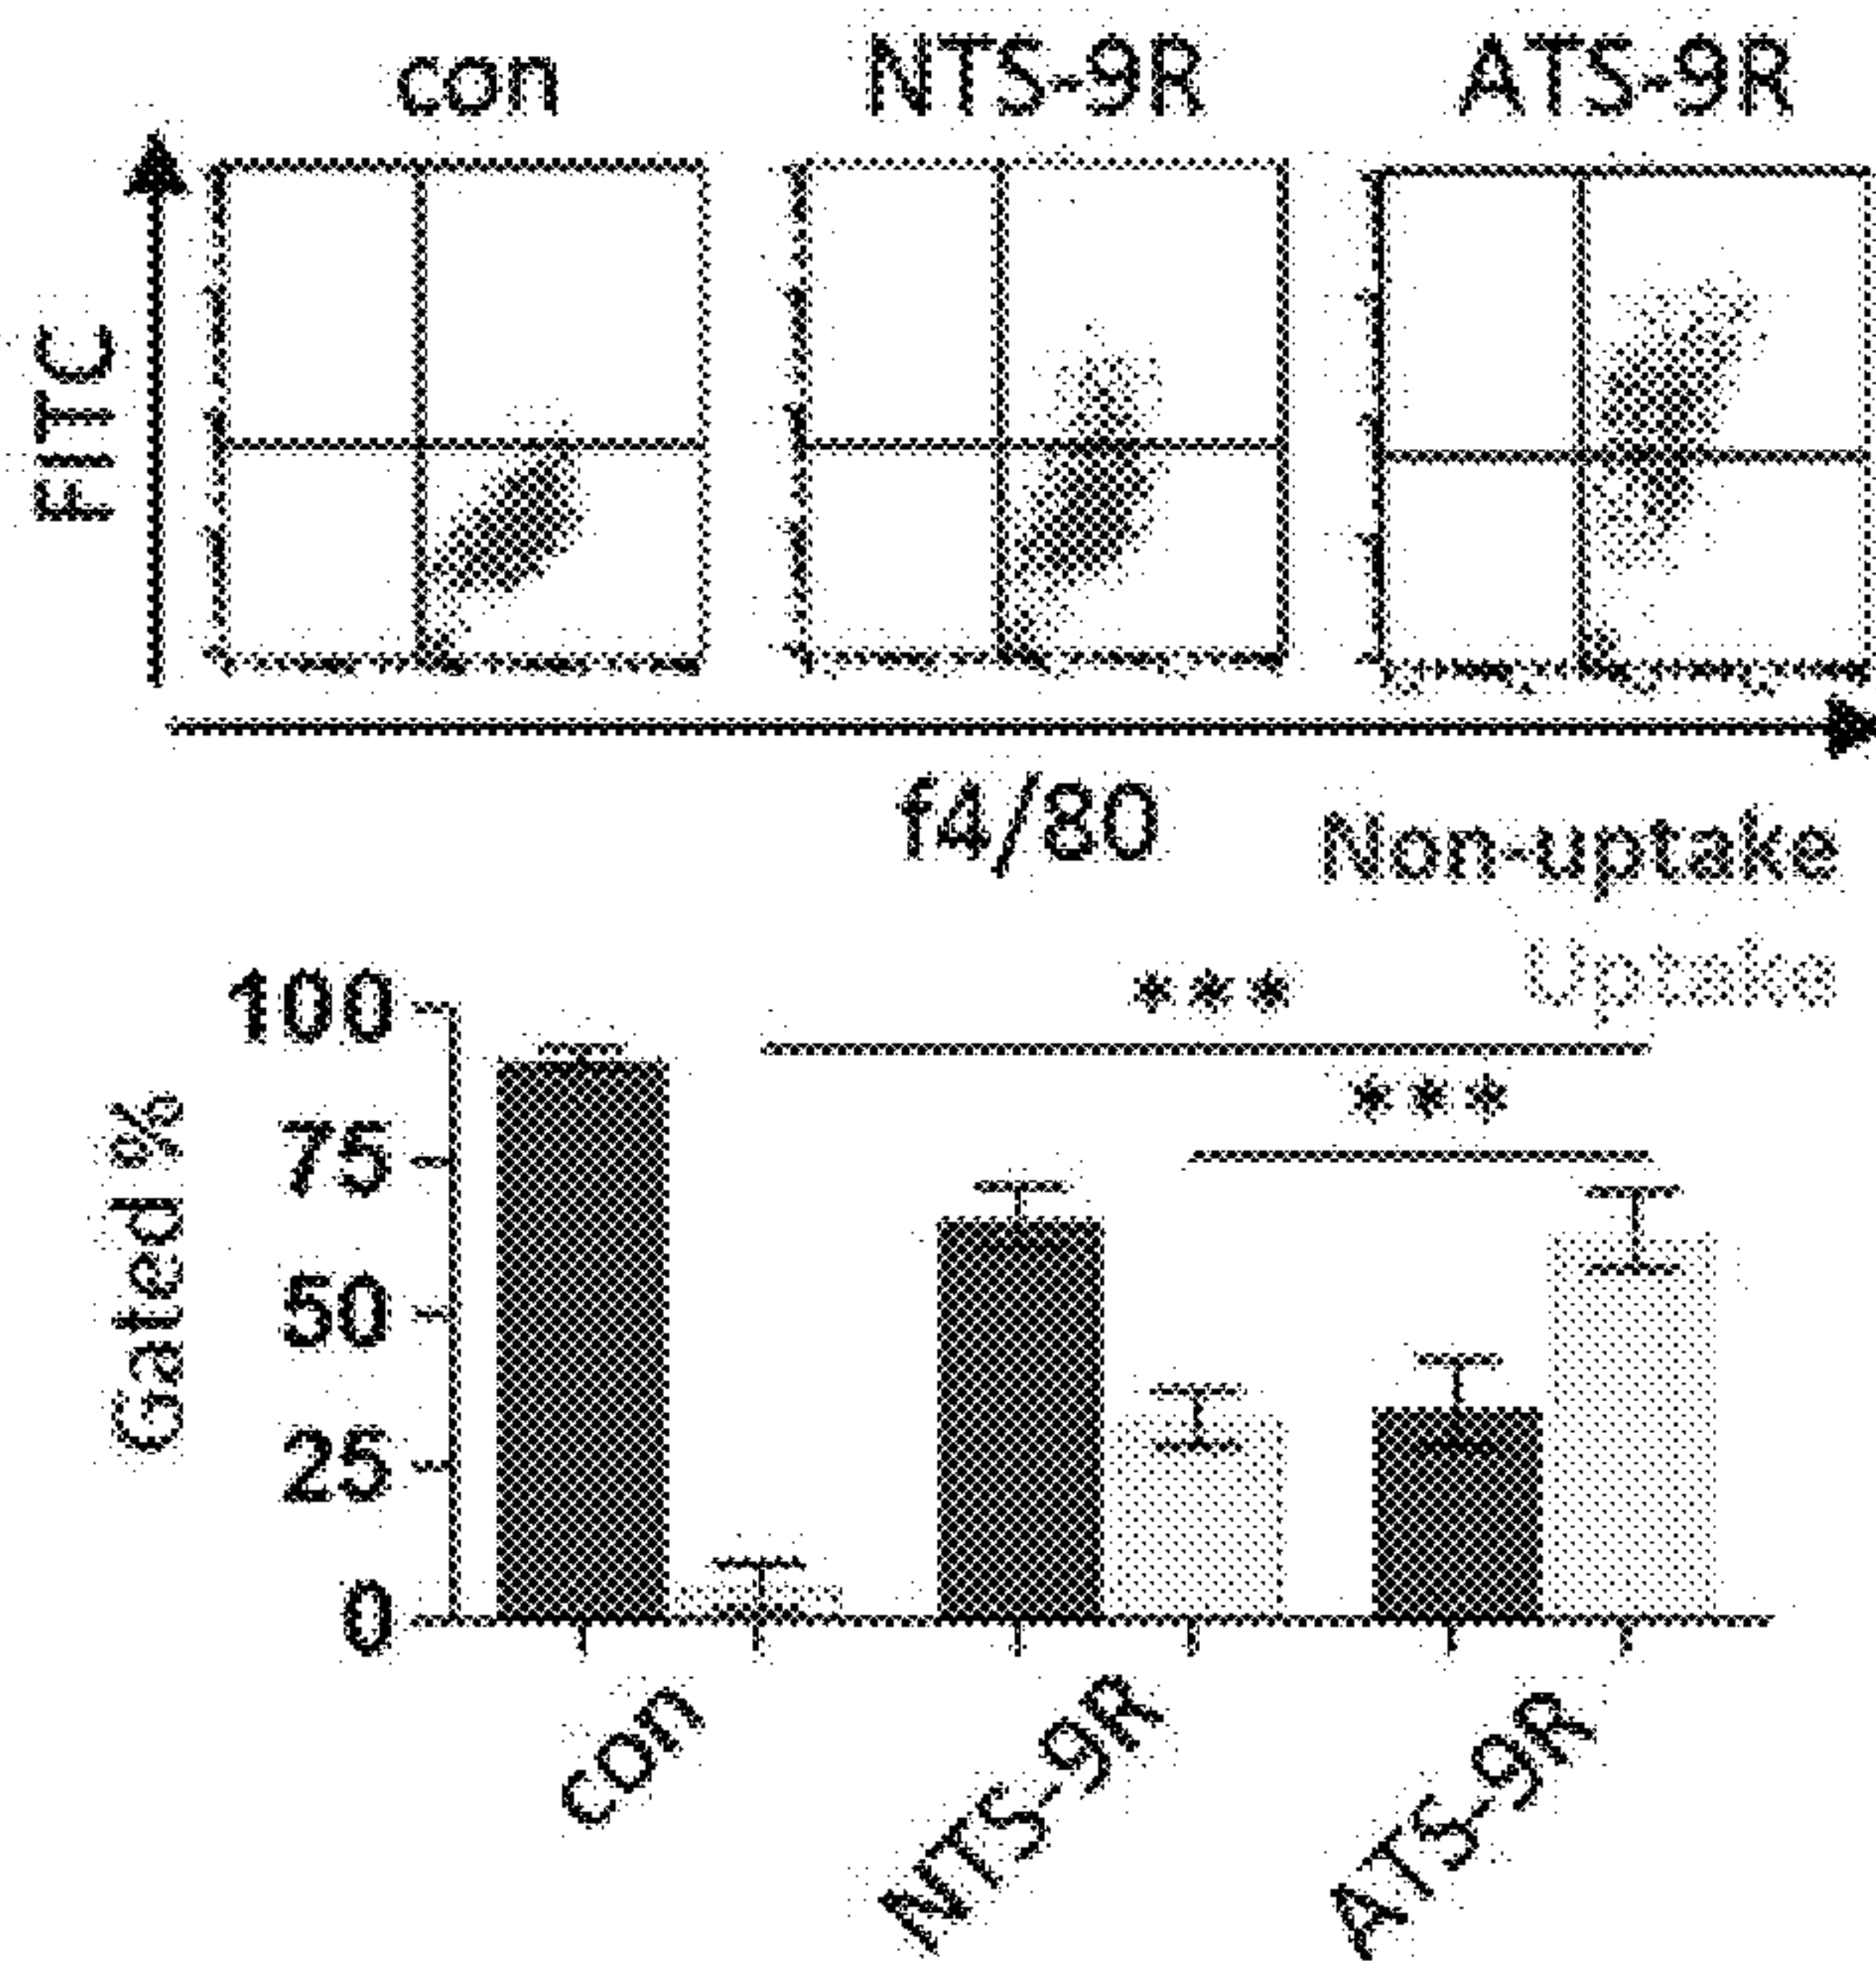 con NTS-9R ATS-9R
FITC
f4/80
Non-uptake
Uptake
***
***
Gated %
100
75
50
25
0
con
NTS-9R
ATS-9R